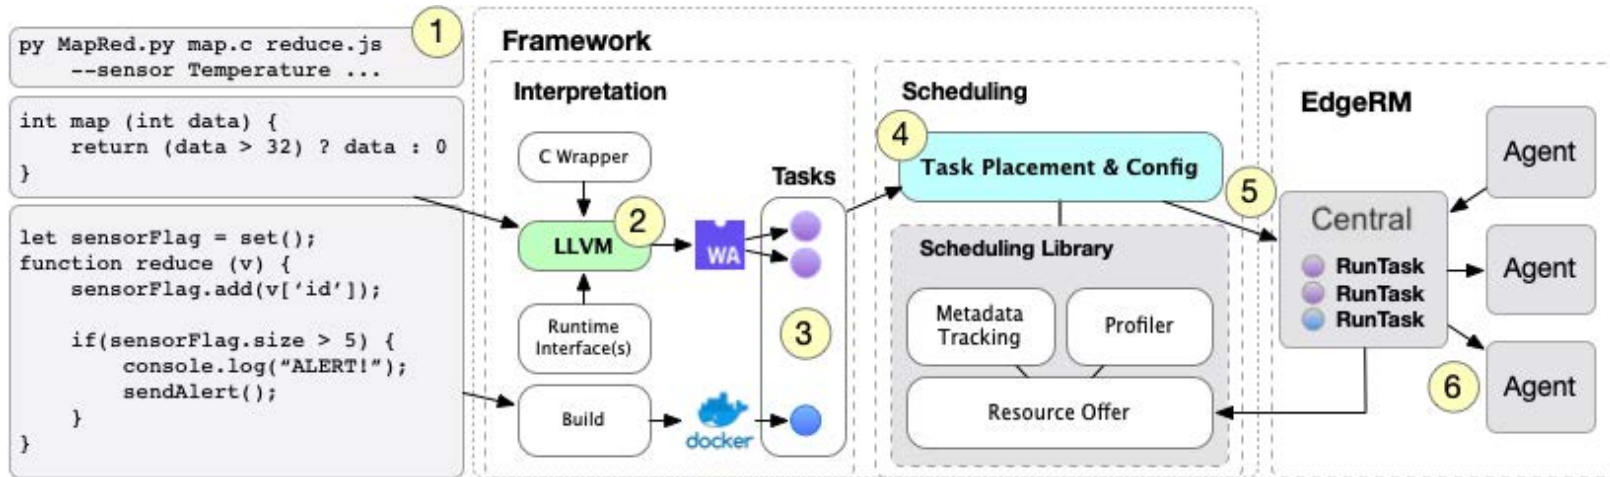 1
py MapRed.py map.c reduce.js
--sensor Temperature ...
int map (int data) {
return (data > 32) ? data : 0
}
let sensorFlag = set();
function reduce (v) {
sensorFlag.add(v[‘id’]);
if(sensorFlag.size > 5) {
console.log(“ALERT!”);
sendAlert();
}
}
Framework
Interpretation
C Wrapper
2
LLVM
Runtime
Interface(s)
Build
WA
docker
Tasks
3
Scheduling
4
Task Placement & Config
Scheduling Library
Metadata
Tracking
Profiler
Resource Offer
5
EdgeRM
Central
RunTask
RunTask
RunTask
6
Agent
Agent
Agent